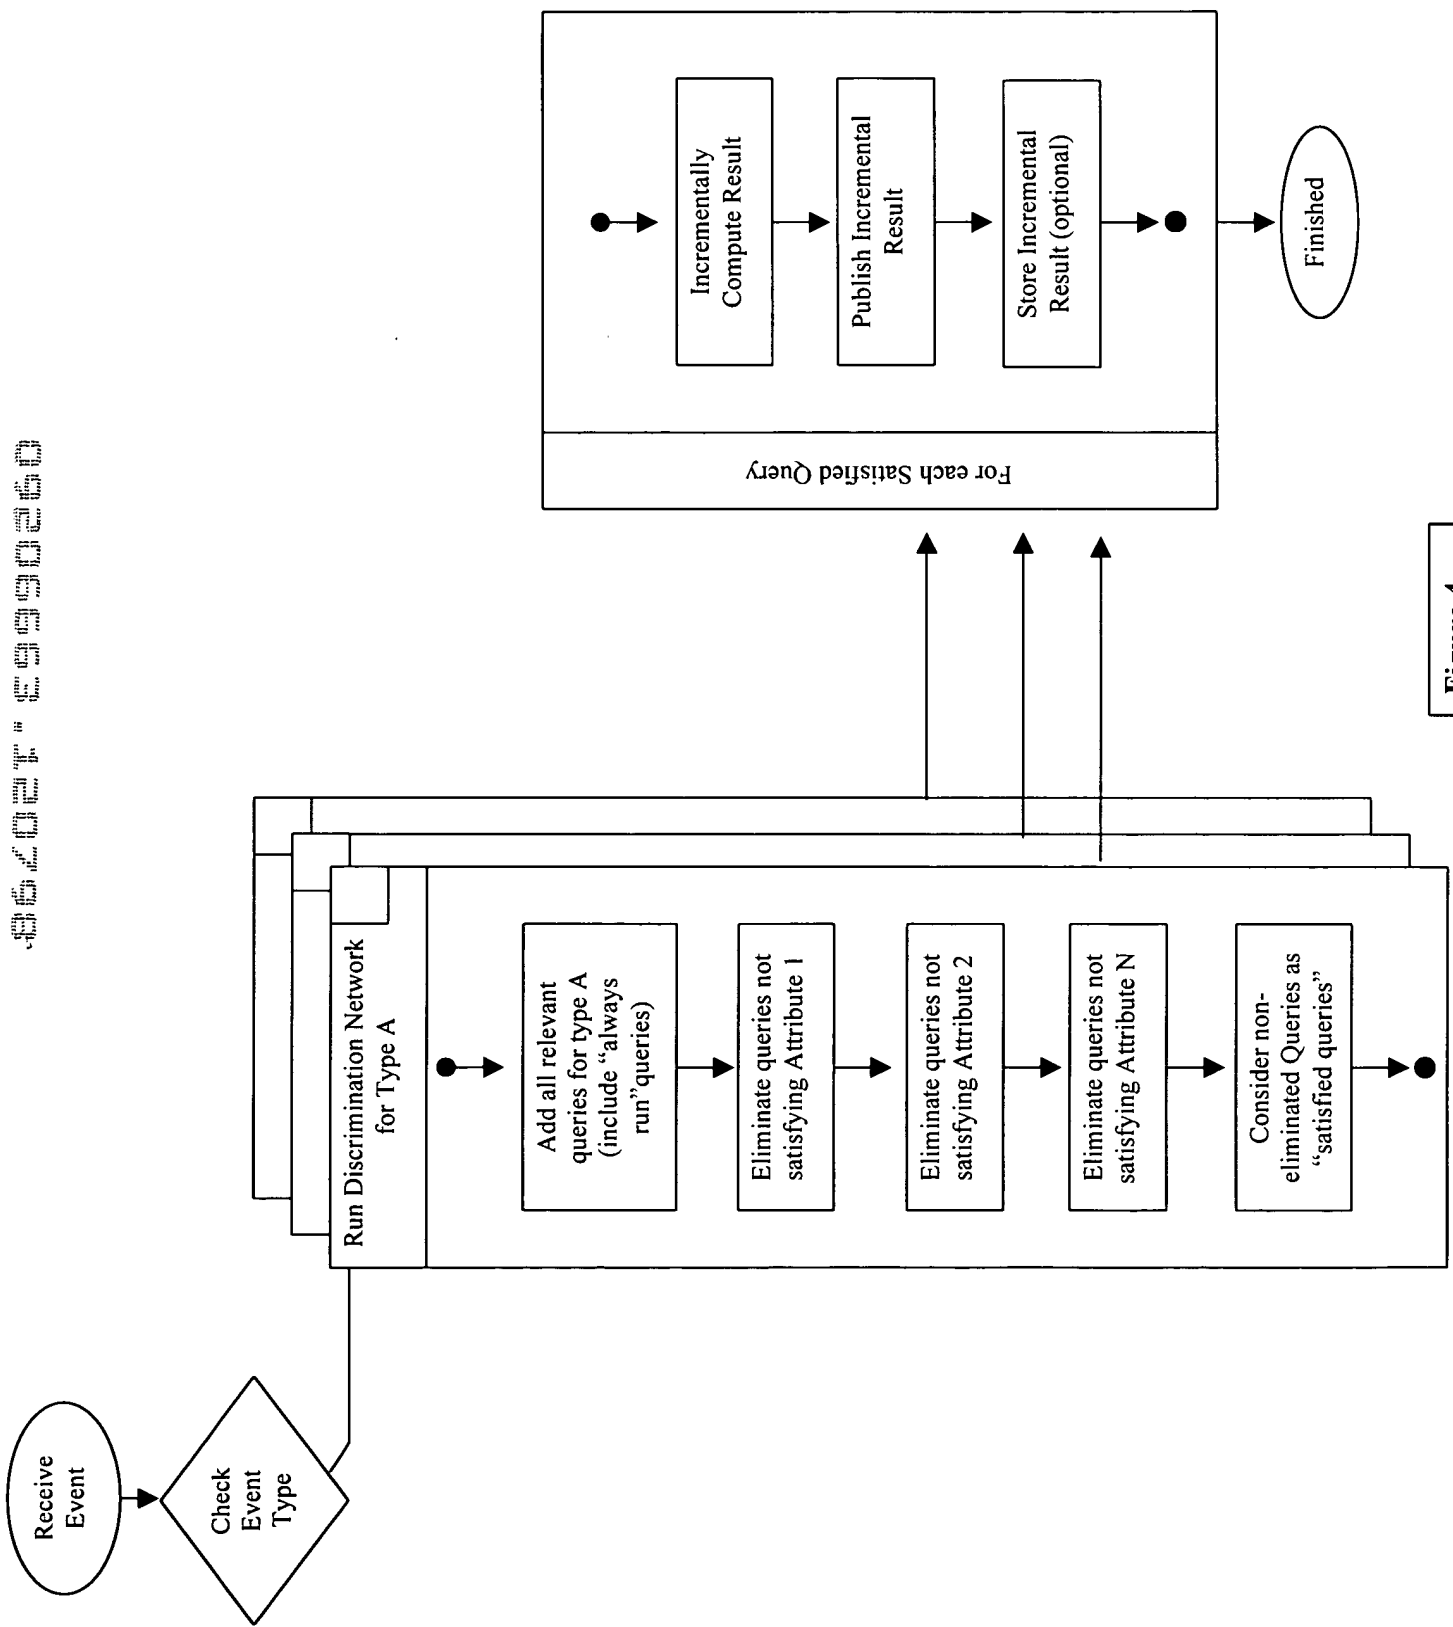 Receive
Event
Check
Event
Type
Run Discrimination Network
for Type A
Add all relevant
queries for type A
(include “always
run”queries)
Eliminate queries not
satisfying Attribute 1
Eliminate queries not
satisfying Attribute 2
Eliminate queries not
satisfying Attribute N
Consider non-
eliminated Queries as
“satisfied queries”
For each Satisfied Query
Incrementally
Compute Result
Publish Incremental
Result
Store Incremental
Result (optional)
Finished